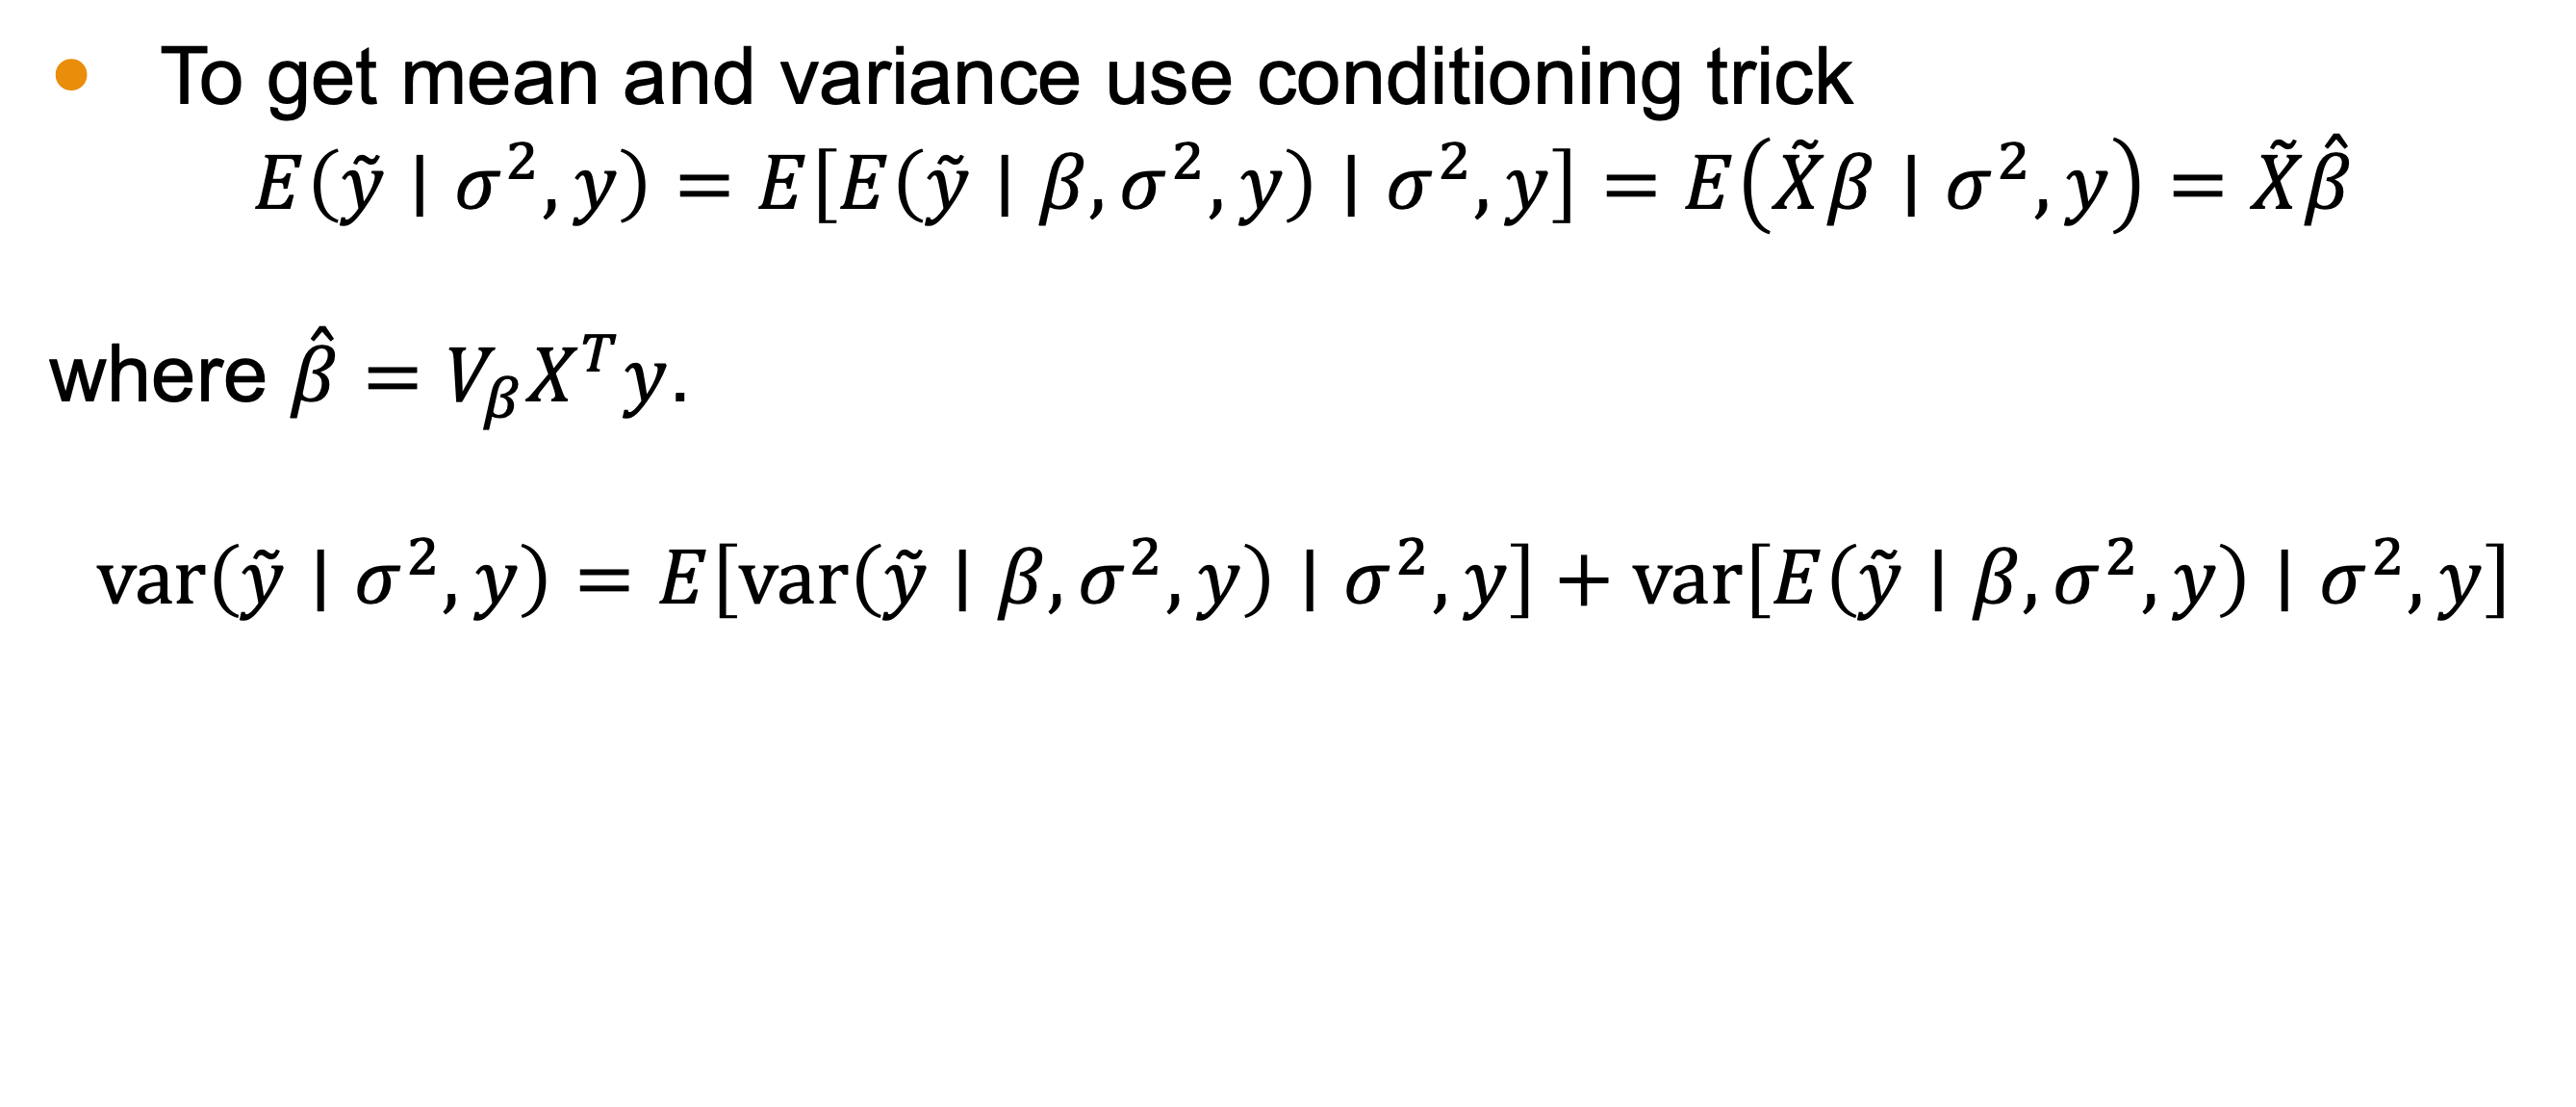 • To get mean and variance use conditioning trick
E(ỹ | σ², y) = E[E(ỹ | β, σ², y) | σ², y] = E(X̃β | σ², y) = X̃β̂
where β̂ = V_β X^T y.
var(ỹ | σ², y) = E[var(ỹ | β, σ², y) | σ², y] + var[E(ỹ | β, σ², y) | σ², y]